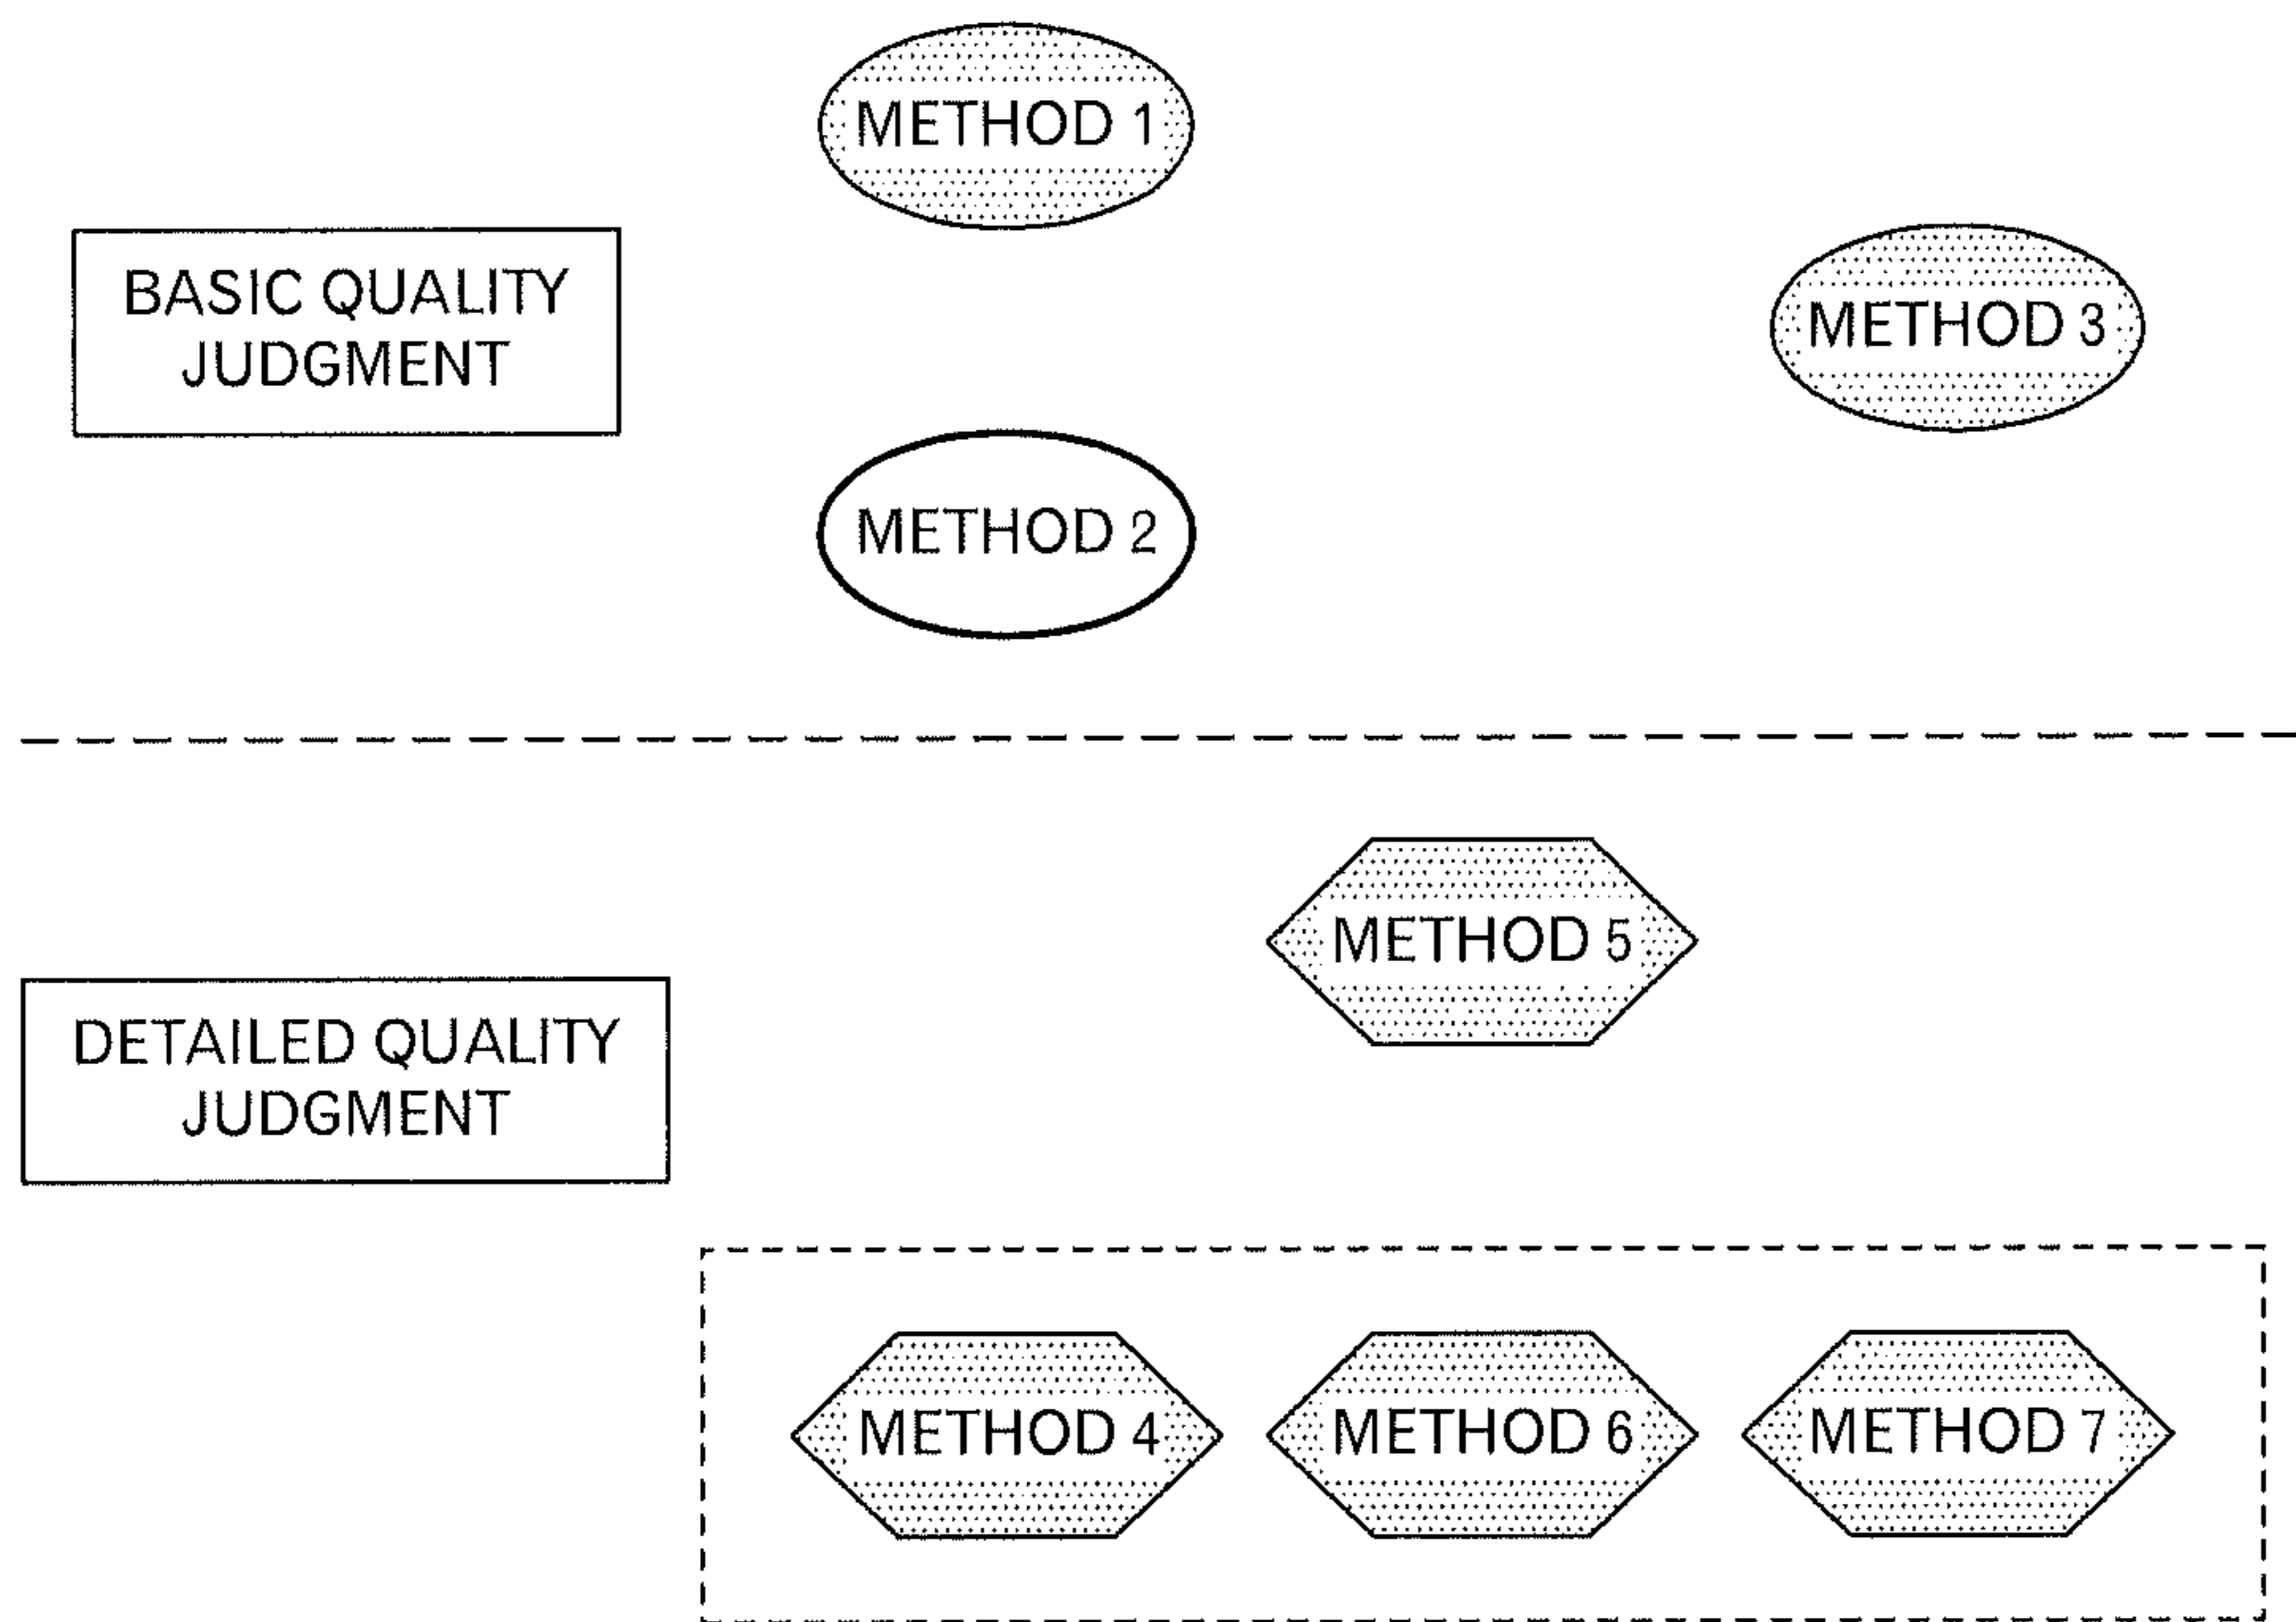 METHOD 1
BASIC QUALITY
JUDGMENT
METHOD 3
METHOD 2
METHOD 5
DETAILED QUALITY
JUDGMENT
METHOD 4
METHOD 6
METHOD 7